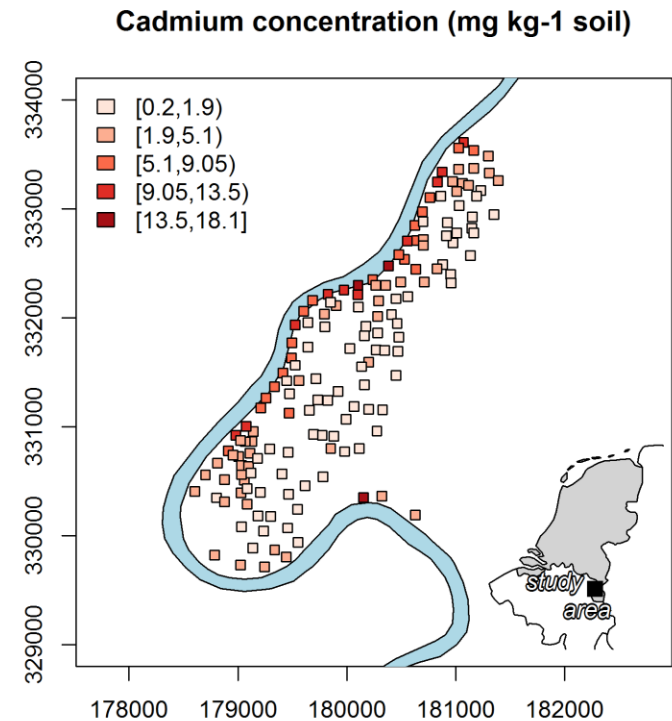 Cadmium concentration (mg kg-1 soil)
334000
333000
332000
331000
330000
329000
[0.2,1.9)
[1.9,5.1)
[5.1,9.05)
[9.05,13.5)
[13.5,18.1]
study
area
178000 179000 180000 181000 182000